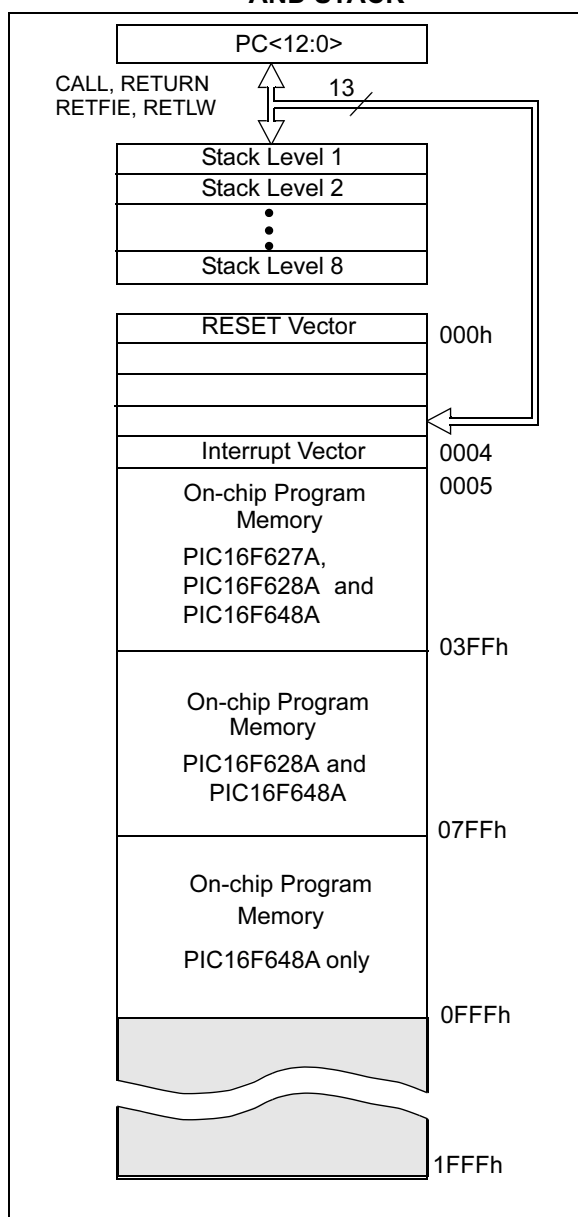 AND STACK
PC<12:0>
CALL, RETURN
RETFIE, RETLW
13
Stack Level 1
Stack Level 2
Stack Level 8
RESET Vector
000h
Interrupt Vector
0004
0005
On-chip Program
Memory
PIC16F627A,
PIC16F628A and
PIC16F648A
03FFh
On-chip Program
Memory
PIC16F628A and
PIC16F648A
07FFh
On-chip Program
Memory
PIC16F648A only
0FFFh
1FFFh